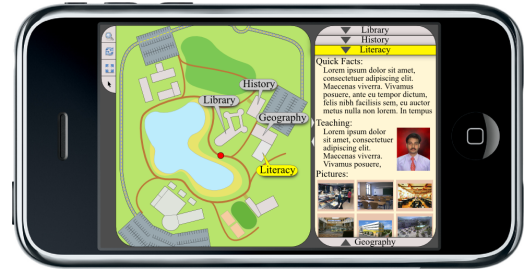 History
Library
Geography
Literacy
Library
History
Literacy
Quick Facts:
Lorem ipsum dolor sit amet,
consectetuer adipiscing elit.
Maecenas viverra. Vivamus
posuere, ante eu tempor dictum,
felis nibh facilisis sem, eu auctor
metus nulla non lorem. In tempus
Teaching:
Lorem ipsum dolor
sit amet, consectetuer
adipiscing elit.
Maecenas viverra.
Vivamus posuere,
Pictures:
Geography